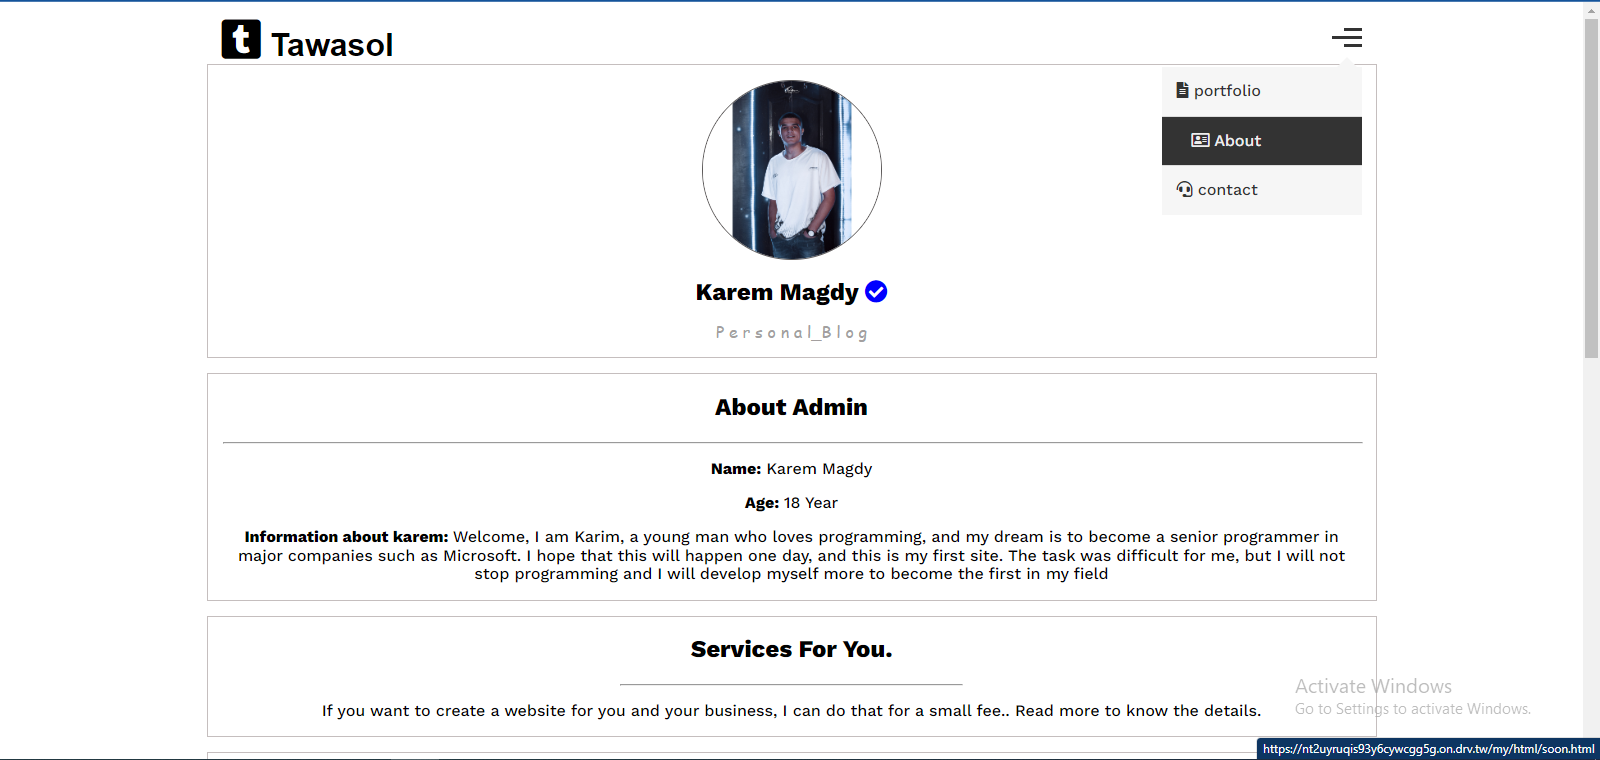 t Tawasol
portfolio
About
contact
Karem Magdy
Personal_Blog
About Admin
Name: Karem Magdy
Age: 18 Year
Information about karem: Welcome, I am Karim, a young man who loves programming, and my dream is to become a senior programmer in
major companies such as Microsoft. I hope that this will happen one day, and this is my first site. The task was difficult for me, but I will not
stop programming and I will develop myself more to become the first in my field
Services For You.
If you want to create a website for you and your business, I can do that for a small fee.. Read more to know the details.
Activate Windows
Go to Settings to activate Windows.
https://nt2uyruqis93y6cywcgg5g.on.drv.tw/my/html/soon.html